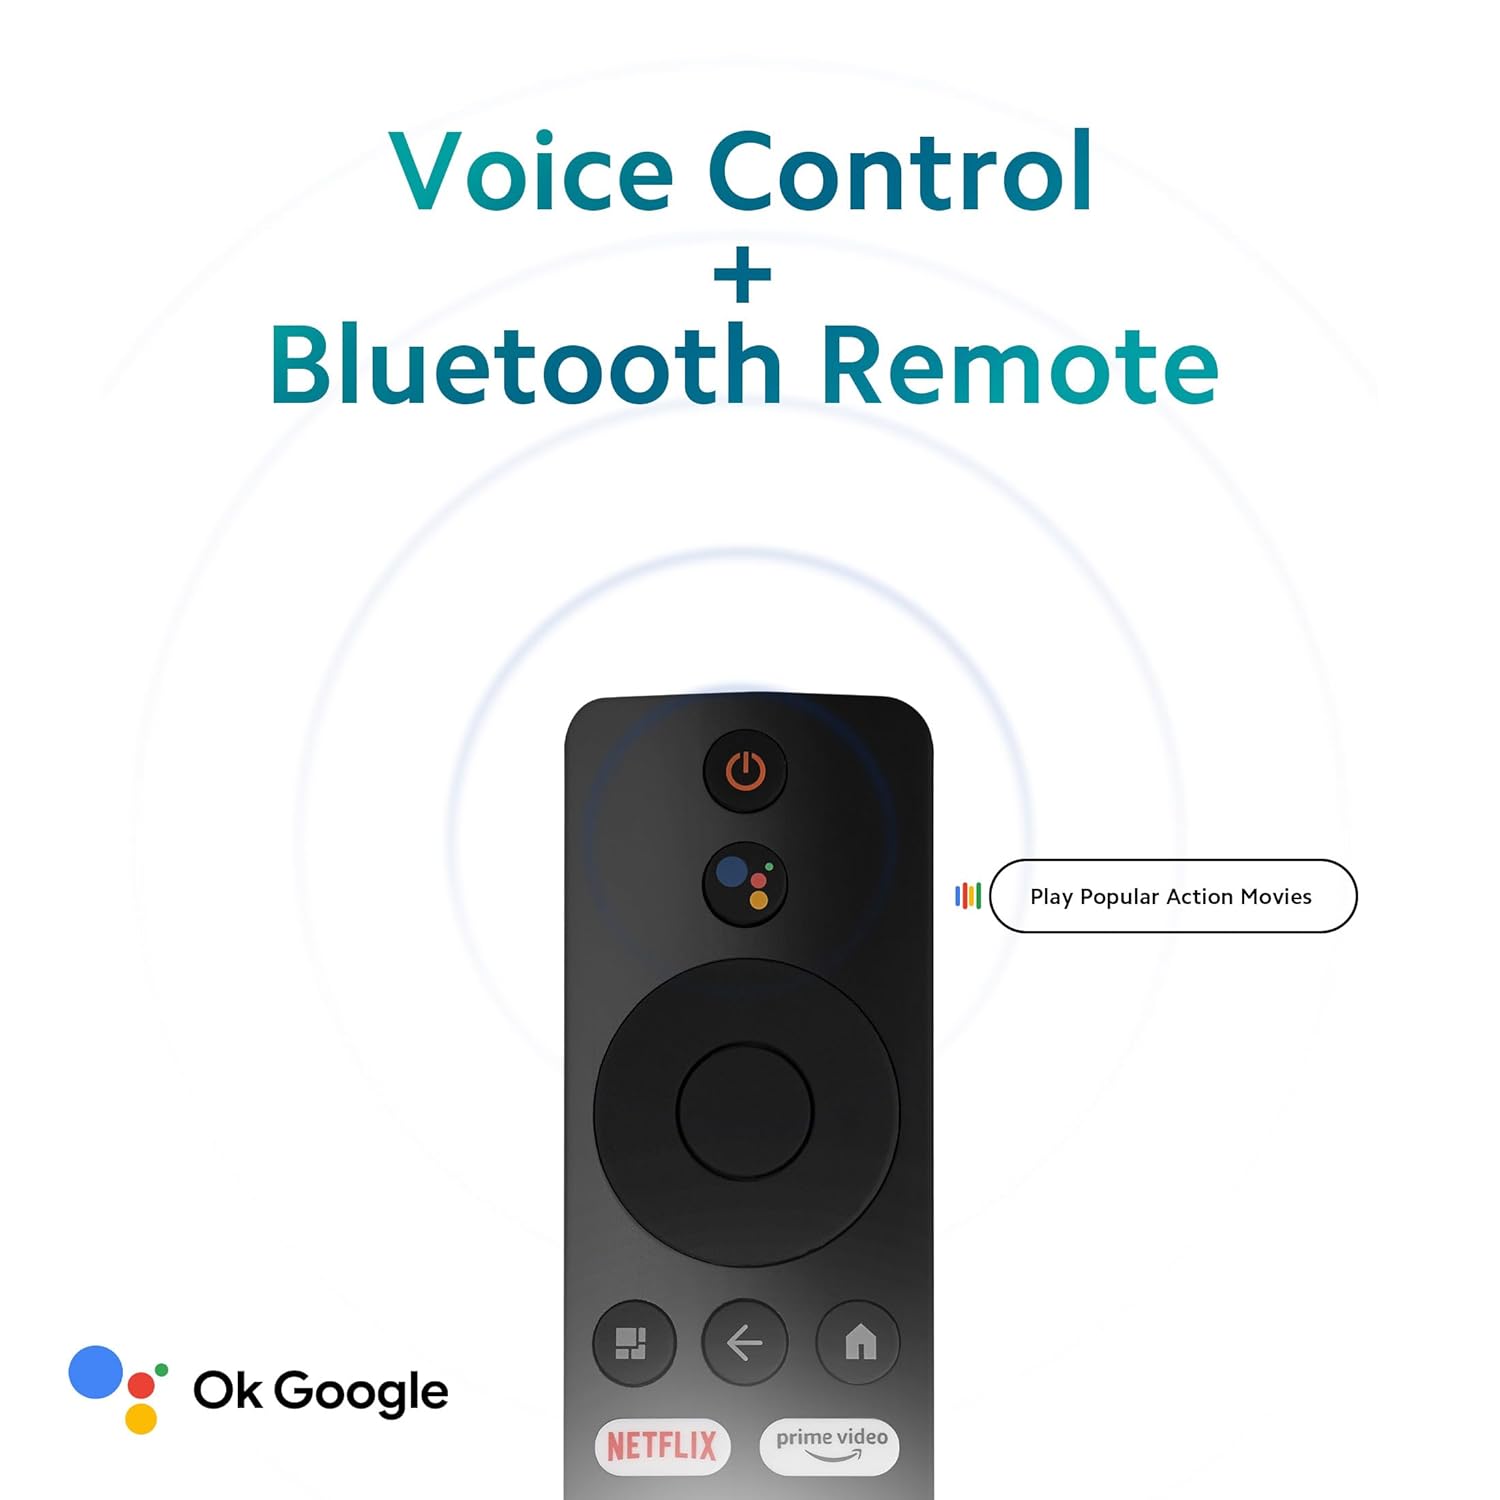 Voice Control
+
Bluetooth Remote
Play Popular Action Movies
Ok Google
NETFLIX
prime video